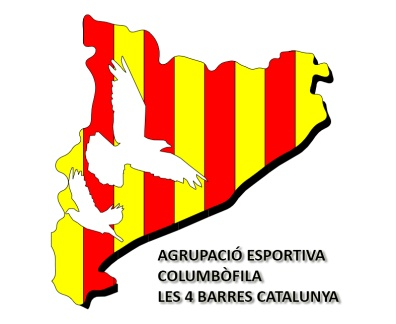 AGRUPACIÓ ESPORTIVA
COLUMBÒFILA
LES 4 BARRES CATALUNYA